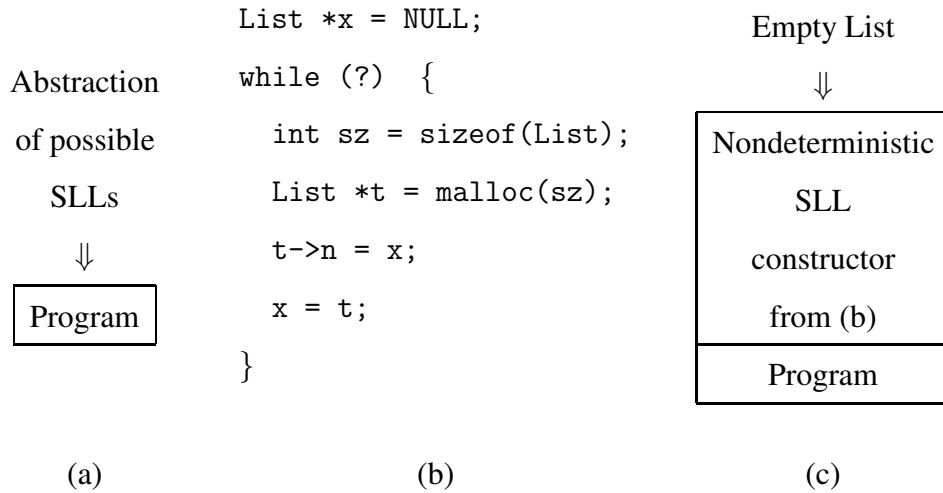 Abstraction
of possible
SLLs
⇓
Program
(a)
List *x = NULL;
while (?) {
int sz = sizeof(List);
List *t = malloc(sz);
t->n = x;
x = t;
}
(b)
Empty List
⇓
Nondeterministic
SLL
constructor
from (b)
Program
(c)